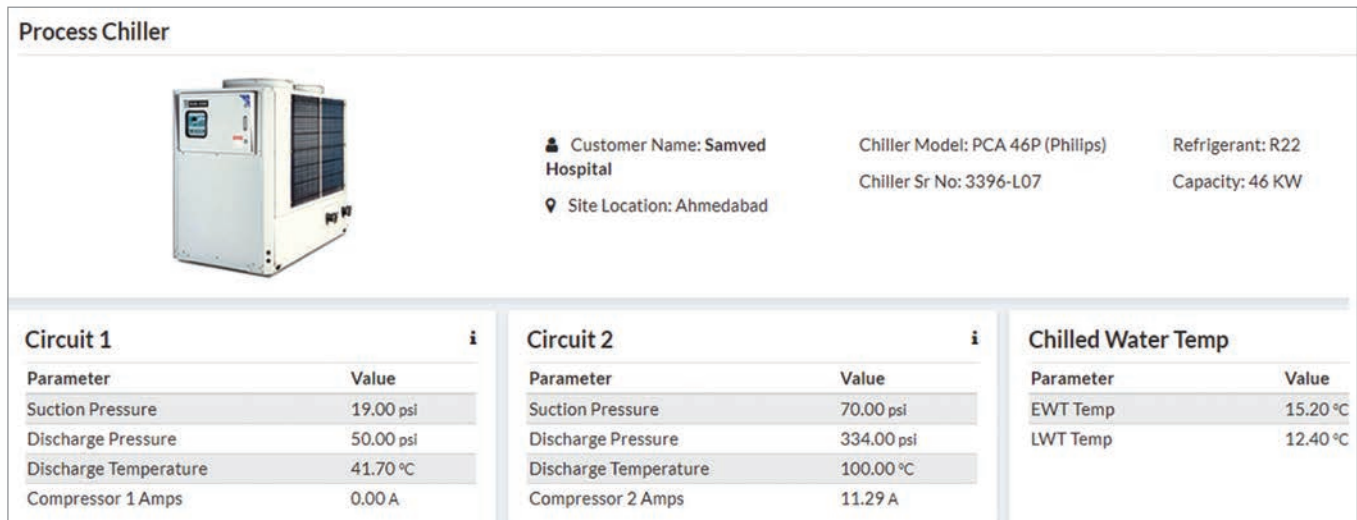 Process Chiller
Customer Name: Samved
Hospital
Site Location: Ahmedabad
Chiller Model: PCA 46P (Philips)
Chiller Sr No: 3396-L07
Refrigerant: R22
Capacity: 46 KW
Circuit 1
Parameter Value
Suction Pressure 19.00 psi
Discharge Pressure 50.00 psi
Discharge Temperature 41.70 °C
Compressor 1 Amps 0.00 A
Circuit 2
Parameter Value
Suction Pressure 70.00 psi
Discharge Pressure 334.00 psi
Discharge Temperature 100.00 °C
Compressor 2 Amps 11.29 A
Chilled Water Temp
Parameter Value
EWT Temp 15.20 °C
LWT Temp 12.40 °C